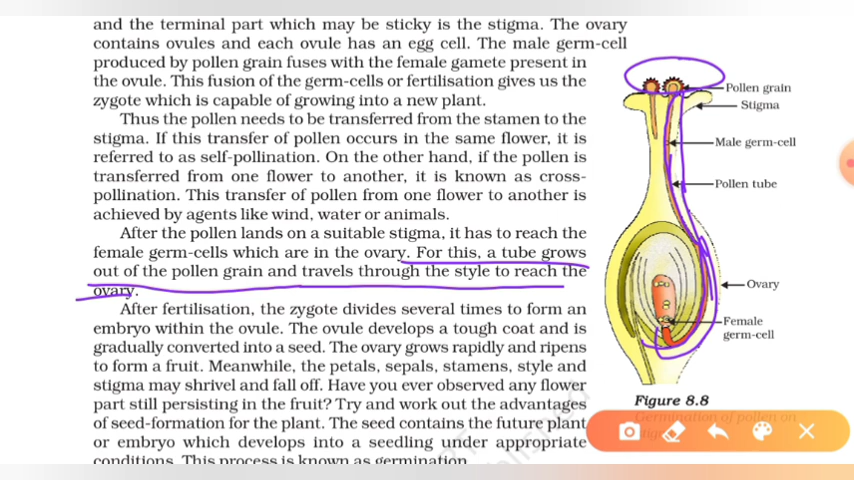 and the terminal part which may be sticky is the stigma. The ovary
contains ovules and each ovule has an egg cell. The male germ-cell
produced by pollen grain fuses with the female gamete present in
the ovule. This fusion of the germ-cells or fertilisation gives us the
zygote which is capable of growing into a new plant.
Thus the pollen needs to be transferred from the stamen to the
stigma. If this transfer of pollen occurs in the same flower, it is
referred to as self-pollination. On the other hand, if the pollen is
transferred from one flower to another, it is known as cross-
pollination. This transfer of pollen from one flower to another is
achieved by agents like wind, water or animals.
After the pollen lands on a suitable stigma, it has to reach the
female germ-cells which are in the ovary. For this, a tube grows
out of the pollen grain and travels through the style to reach the
ovary.
After fertilisation, the zygote divides several times to form an
embryo within the ovule. The ovule develops a tough coat and is
gradually converted into a seed. The ovary grows rapidly and ripens
to form a fruit. Meanwhile, the petals, sepals, stamens, style and
stigma may shrivel and fall off. Have you ever observed any flower
part still persisting in the fruit? Try and work out the advantages
of seed-formation for the plant. The seed contains the future plant
or embryo which develops into a seedling under appropriate
conditions. This process is known as germination.
Pollen grain
Stigma
Male germ-cell
Pollen tube
Ovary
Female
germ-cell
Figure 8.8
Germination of pollen on